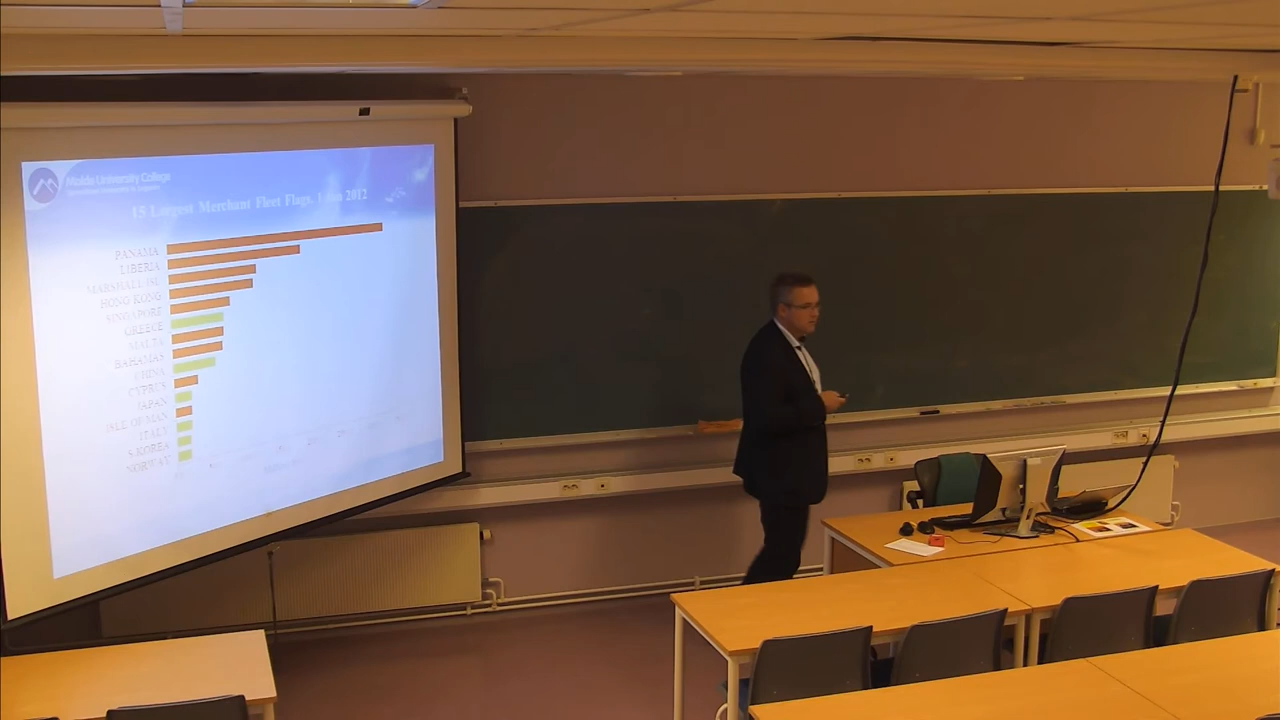 Molde University College
15 Largest Merchant Fleet Flags, 1 Jan 2012
PANAMA
LIBERIA
MARSHALL ISL
HONG KONG
SINGAPORE
GREECE
MALTA
BAHAMAS
CHINA
CYPRUS
JAPAN
ISLE OF MAN
ITALY
S KOREA
NORWAY